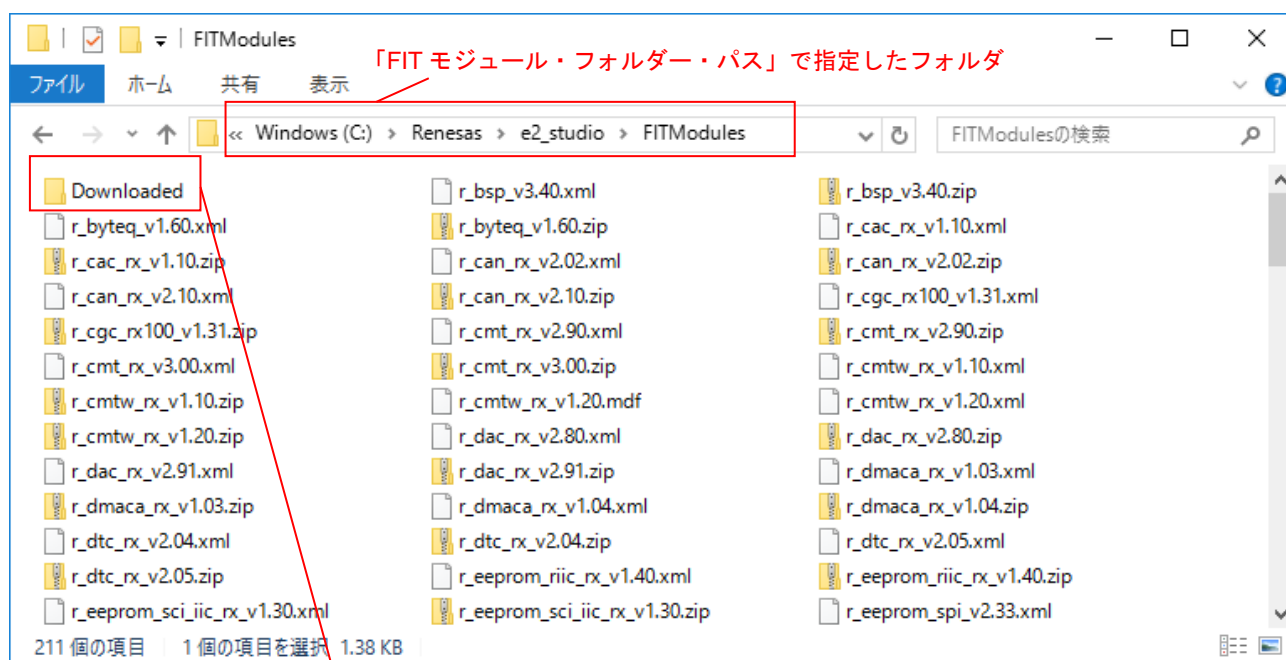 FITModules
「FIT モジュール・フォルダー・パス」で指定したフォルダ
ファイル ホーム 共有 表示
« Windows (C:) › Renesas › e2_studio › FITModules FITModulesの検索
Downloaded r_bsp_v3.40.xml r_bsp_v3.40.zip
r_byteq_v1.60.xml r_byteq_v1.60.zip r_cac_rx_v1.10.xml
r_cac_rx_v1.10.zip r_can_rx_v2.02.xml r_can_rx_v2.02.zip
r_can_rx_v2.10.xml r_can_rx_v2.10.zip r_cgc_rx100_v1.31.xml
r_cgc_rx100_v1.31.zip r_cmt_rx_v2.90.xml r_cmt_rx_v2.90.zip
r_cmt_rx_v3.00.xml r_cmt_rx_v3.00.zip r_cmtw_rx_v1.10.xml
r_cmtw_rx_v1.10.zip r_cmtw_rx_v1.20.mdf r_cmtw_rx_v1.20.xml
r_cmtw_rx_v1.20.zip r_dac_rx_v2.80.xml r_dac_rx_v2.80.zip
r_dac_rx_v2.91.xml r_dac_rx_v2.91.zip r_dmaca_rx_v1.03.xml
r_dmaca_rx_v1.03.zip r_dmaca_rx_v1.04.xml r_dmaca_rx_v1.04.zip
r_dtc_rx_v2.04.xml r_dtc_rx_v2.04.zip r_dtc_rx_v2.05.xml
r_dtc_rx_v2.05.zip r_eeprom_riic_rx_v1.40.xml r_eeprom_riic_rx_v1.40.zip
r_eeprom_sci_iic_rx_v1.30.xml r_eeprom_sci_iic_rx_v1.30.zip r_eeprom_spi_v2.33.xml
211 個の項目 1 個の項目を選択 1.38 KB